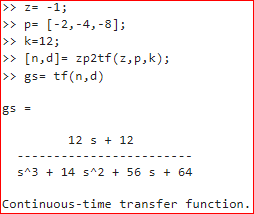 >> z= -1;
>> p= [-2,-4,-8];
>> k=12;
>> [n,d]= zp2tf(z,p,k);
>> gs= tf(n,d)
gs =
12 s + 12
------------------------
s^3 + 14 s^2 + 56 s + 64
Continuous-time transfer function.